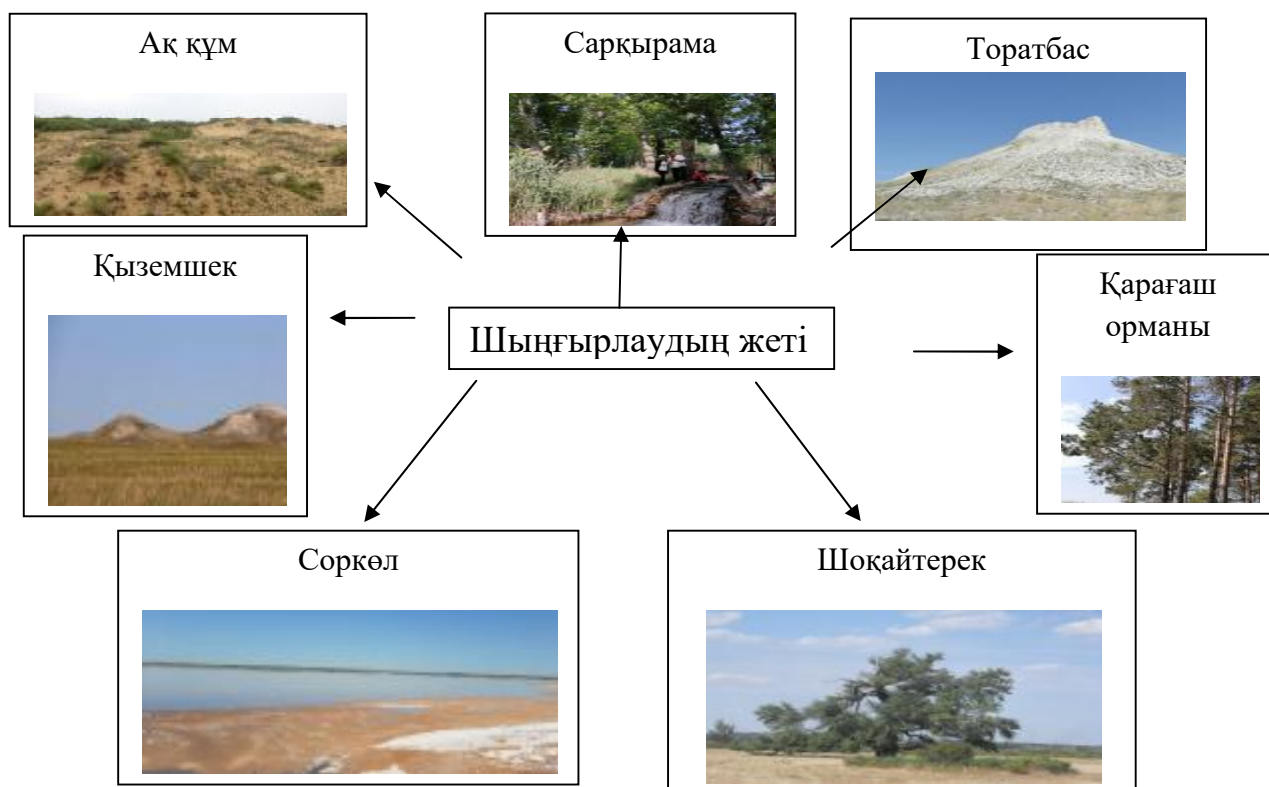 Ақ құм
Сарқырама
Торатбас
Қыземшек
Шыңғырлаудың жеті
Қарағаш
орманы
Соркөл
Шоқайтерек